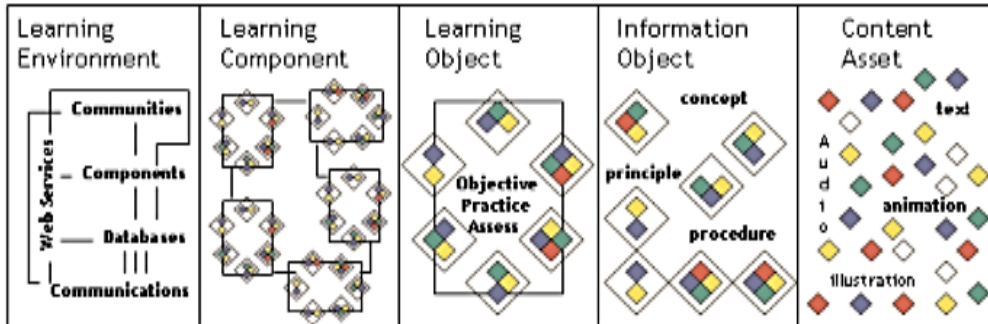 Learning
Environment
Communities
Web Services
Components
Databases
Communications
Learning
Component
Learning
Object
Objective
Practice
Assess
Information
Object
concept
principle
procedure
Content
Asset
text
Audio
animation
illustration